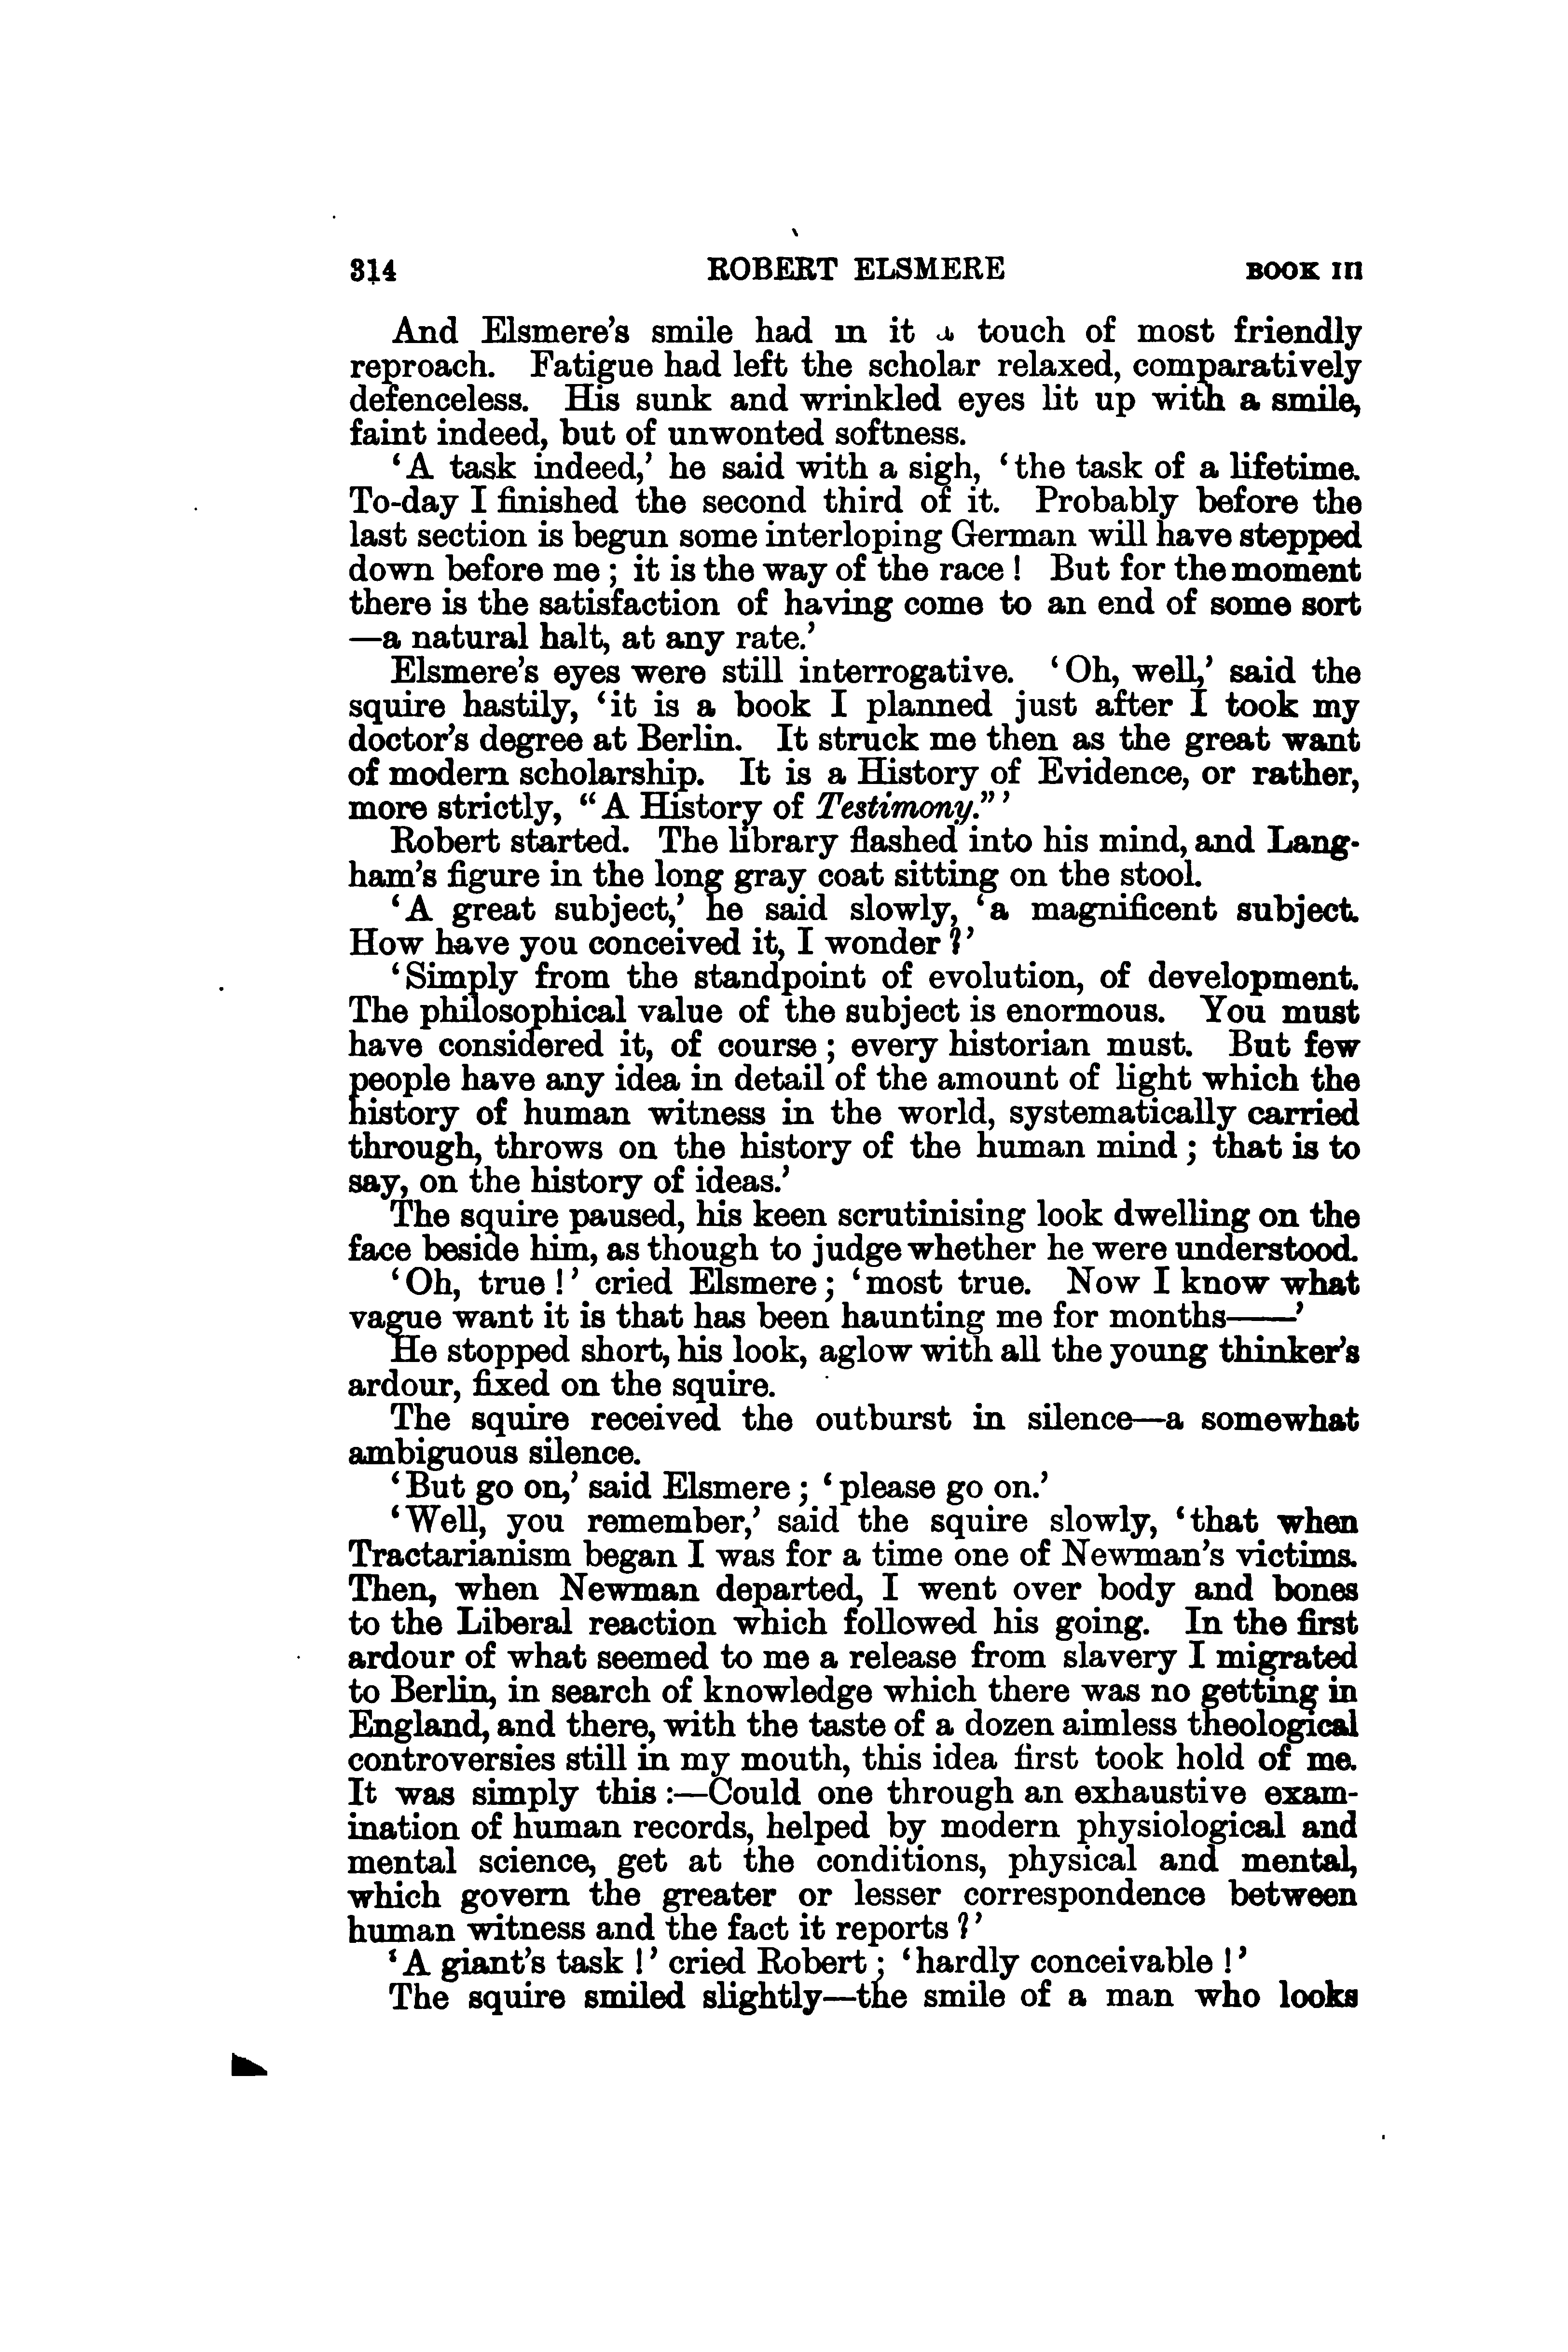 314 ROBERT ELSMERE BOOK III
And Elsmere's smile had in it a touch of most friendly
reproach. Fatigue had left the scholar relaxed, comparatively
defenceless. His sunk and wrinkled eyes lit up with a smile,
faint indeed, but of unwonted softness.
‘A task indeed,’ he said with a sigh, ‘the task of a lifetime.
To-day I finished the second third of it. Probably before the
last section is begun some interloping German will have stepped
down before me; it is the way of the race! But for the moment
there is the satisfaction of having come to an end of some sort
—a natural halt, at any rate.’
Elsmere's eyes were still interrogative. ‘Oh, well,’ said the
squire hastily, ‘it is a book I planned just after I took my
doctor's degree at Berlin. It struck me then as the great want
of modern scholarship. It is a History of Evidence, or rather,
more strictly, “A History of Testimony.”’
Robert started. The library flashed into his mind, and Lang-
ham's figure in the long gray coat sitting on the stool.
‘A great subject,’ he said slowly, ‘a magnificent subject.
How have you conceived it, I wonder?’
‘Simply from the standpoint of evolution, of development.
The philosophical value of the subject is enormous. You must
have considered it, of course; every historian must. But few
people have any idea in detail of the amount of light which the
history of human witness in the world, systematically carried
through, throws on the history of the human mind; that is to
say, on the history of ideas.’
The squire paused, his keen scrutinising look dwelling on the
face beside him, as though to judge whether he were understood.
‘Oh, true!’ cried Elsmere; ‘most true. Now I know what
vague want it is that has been haunting me for months——’
He stopped short, his look, aglow with all the young thinker's
ardour, fixed on the squire.
The squire received the outburst in silence—a somewhat
ambiguous silence.
‘But go on,’ said Elsmere; ‘please go on.’
‘Well, you remember,’ said the squire slowly, ‘that when
Tractarianism began I was for a time one of Newman's victims.
Then, when Newman departed, I went over body and bones
to the Liberal reaction which followed his going. In the first
ardour of what seemed to me a release from slavery I migrated
to Berlin, in search of knowledge which there was no getting in
England, and there, with the taste of a dozen aimless theological
controversies still in my mouth, this idea first took hold of me.
It was simply this:—Could one through an exhaustive exam-
ination of human records, helped by modern physiological and
mental science, get at the conditions, physical and mental,
which govern the greater or lesser correspondence between
human witness and the fact it reports?’
‘A giant's task!’ cried Robert; ‘hardly conceivable!’
The squire smiled slightly—the smile of a man who looks